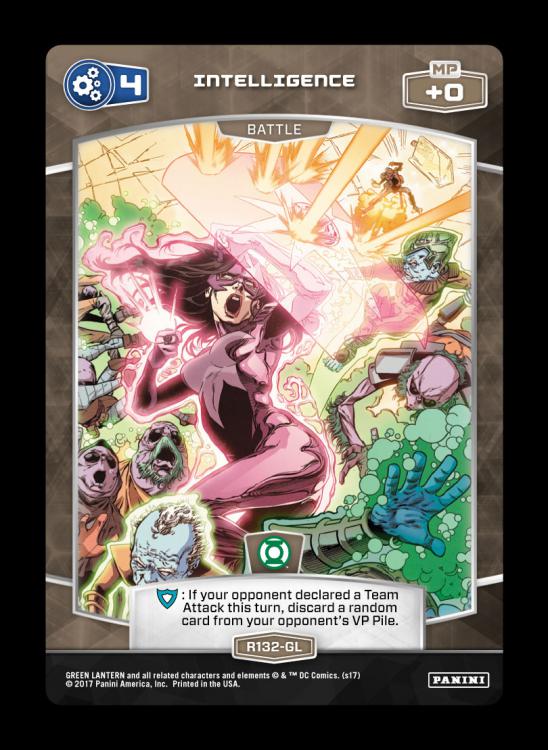 4
INTELLIGENCE
MP
+0
BATTLE
: If your opponent declared a Team
Attack this turn, discard a random
card from your opponent's VP Pile.
R132-GL
GREEN LANTERN and all related characters and elements © & ™ DC Comics. (s17)
© 2017 Panini America, Inc. Printed in the USA.
PANINI